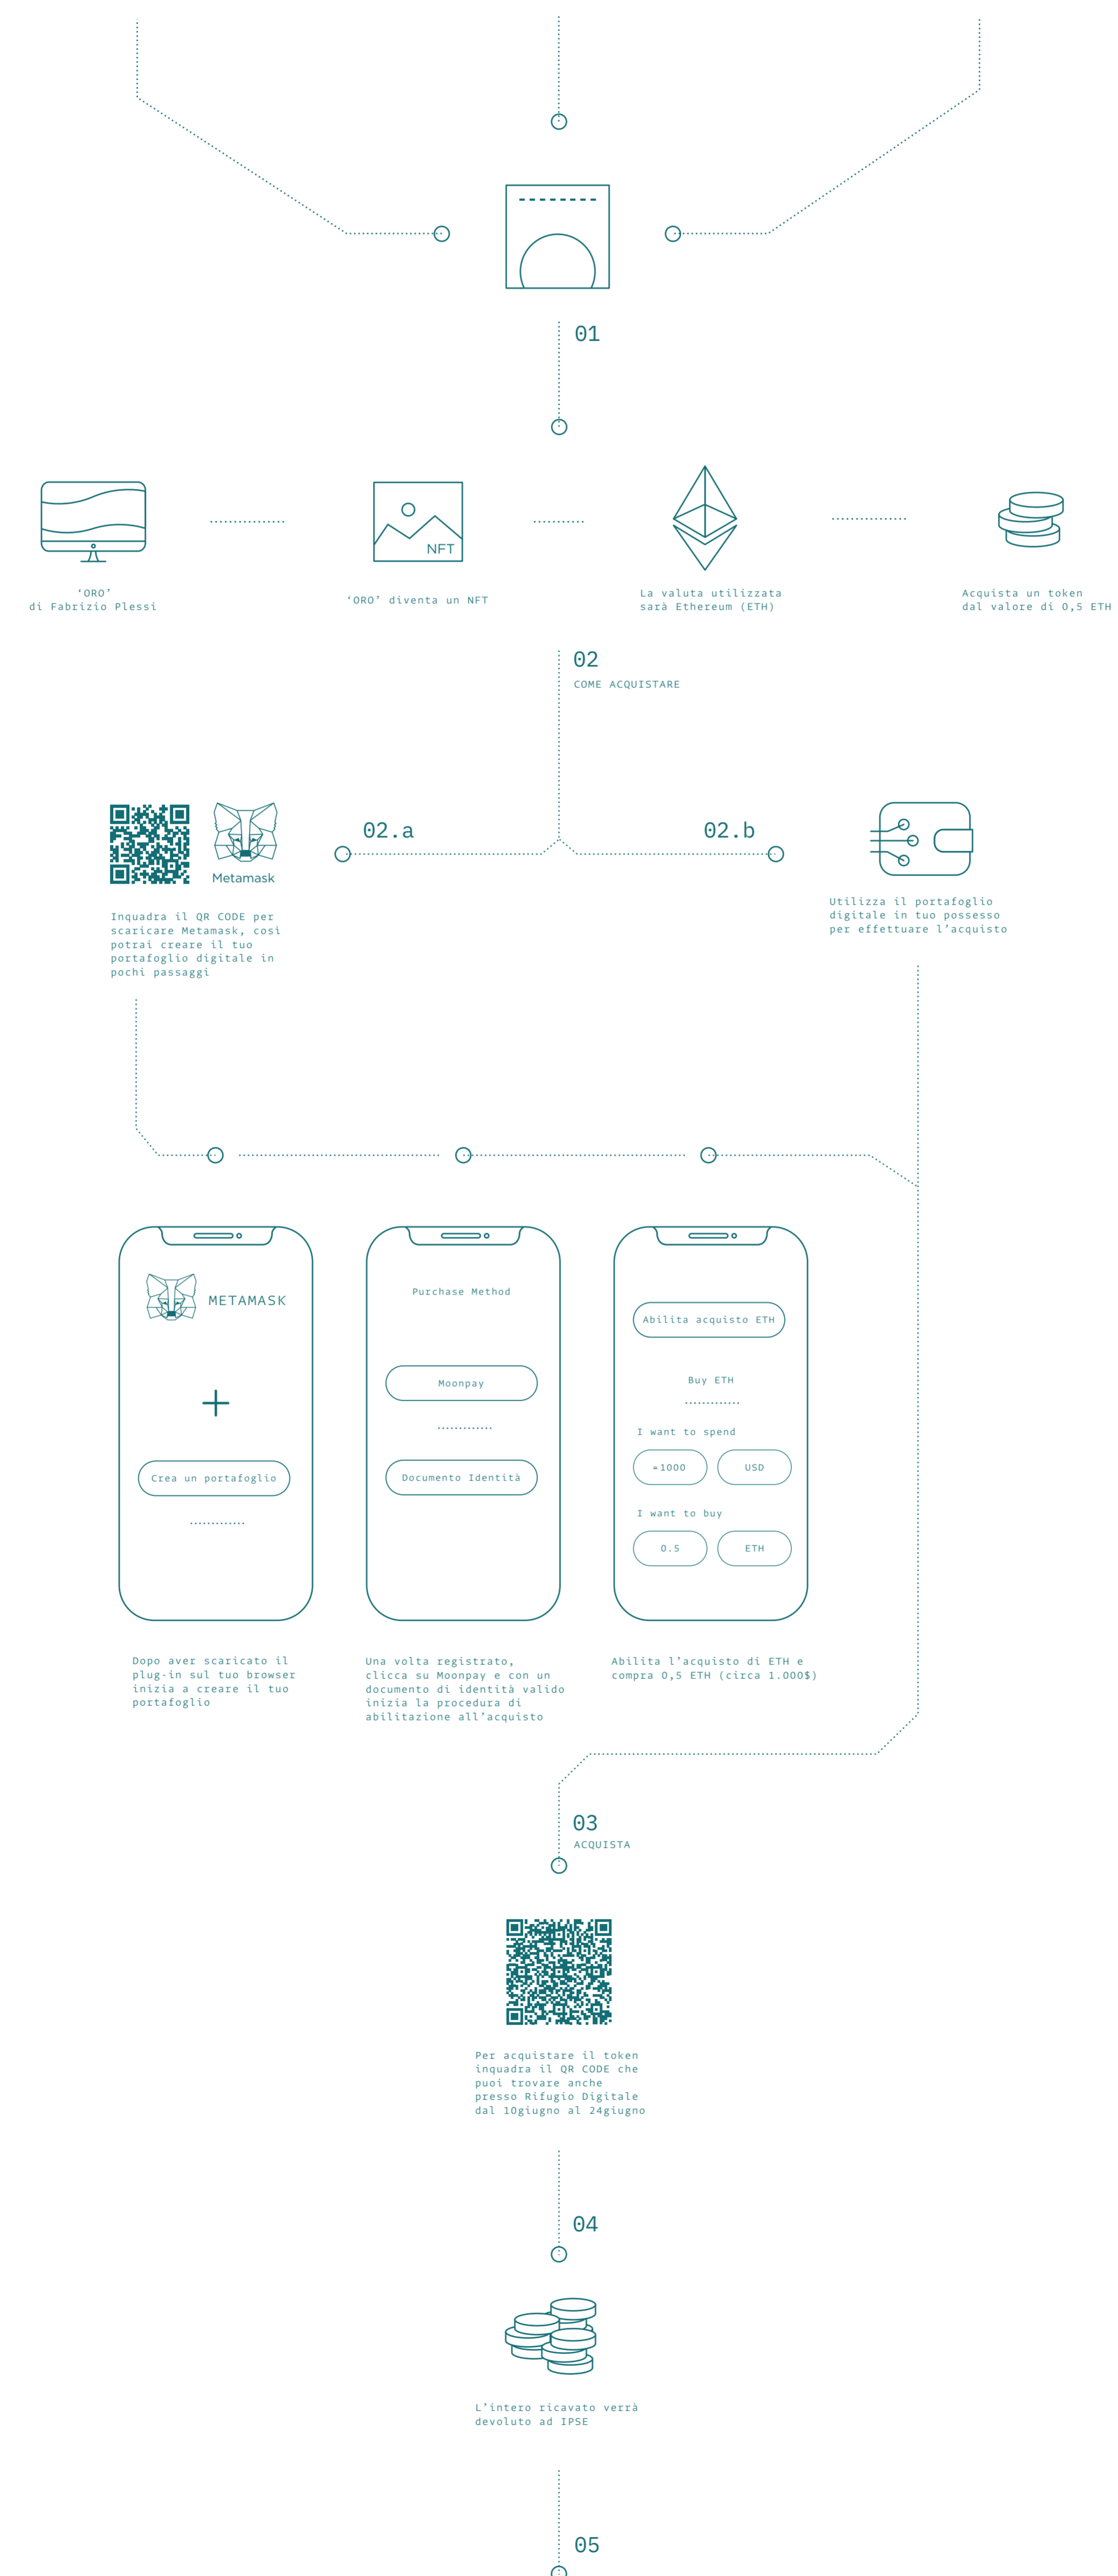 01
NFT
‘ORO’
di Fabrizio Plessi
‘ORO’ diventa un NFT
La valuta utilizzata
sarà Ethereum (ETH)
Acquista un token
dal valore di 0,5 ETH
02
COME ACQUISTARE
02.a
02.b
Metamask
Inquadra il QR CODE per
scaricare Metamask, così
potrai creare il tuo
portafoglio digitale in
pochi passaggi
Utilizza il portafoglio
digitale in tuo possesso
per effettuare l’acquisto
METAMASK
Crea un portafoglio
Purchase Method
Moonpay
Documento Identità
Abilita acquisto ETH
Buy ETH
I want to spend
≈1000
USD
I want to buy
0.5
ETH
Dopo aver scaricato il
plug-in sul tuo browser
inizia a creare il tuo
portafoglio
Una volta registrato,
clicca su Moonpay e con un
documento di identità valido
inizia la procedura di
abilitazione all’acquisto
Abilita l’acquisto di ETH e
compra 0,5 ETH (circa 1.000$)
03
ACQUISTA
Per acquistare il token
inquadra il QR CODE che
puoi trovare anche
presso Rifugio Digitale
dal 10giugno al 24giugno
04
L’intero ricavato verrà
devoluto ad IPSE
05